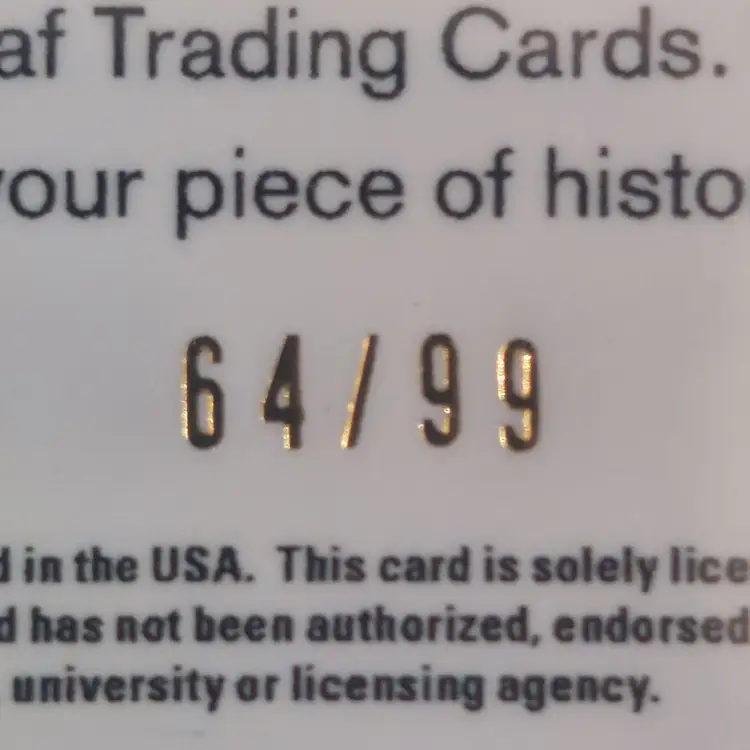 af Trading Cards.
your piece of histo
64/99
d in the USA. This card is solely lice
d has not been authorized, endorsed
university or licensing agency.